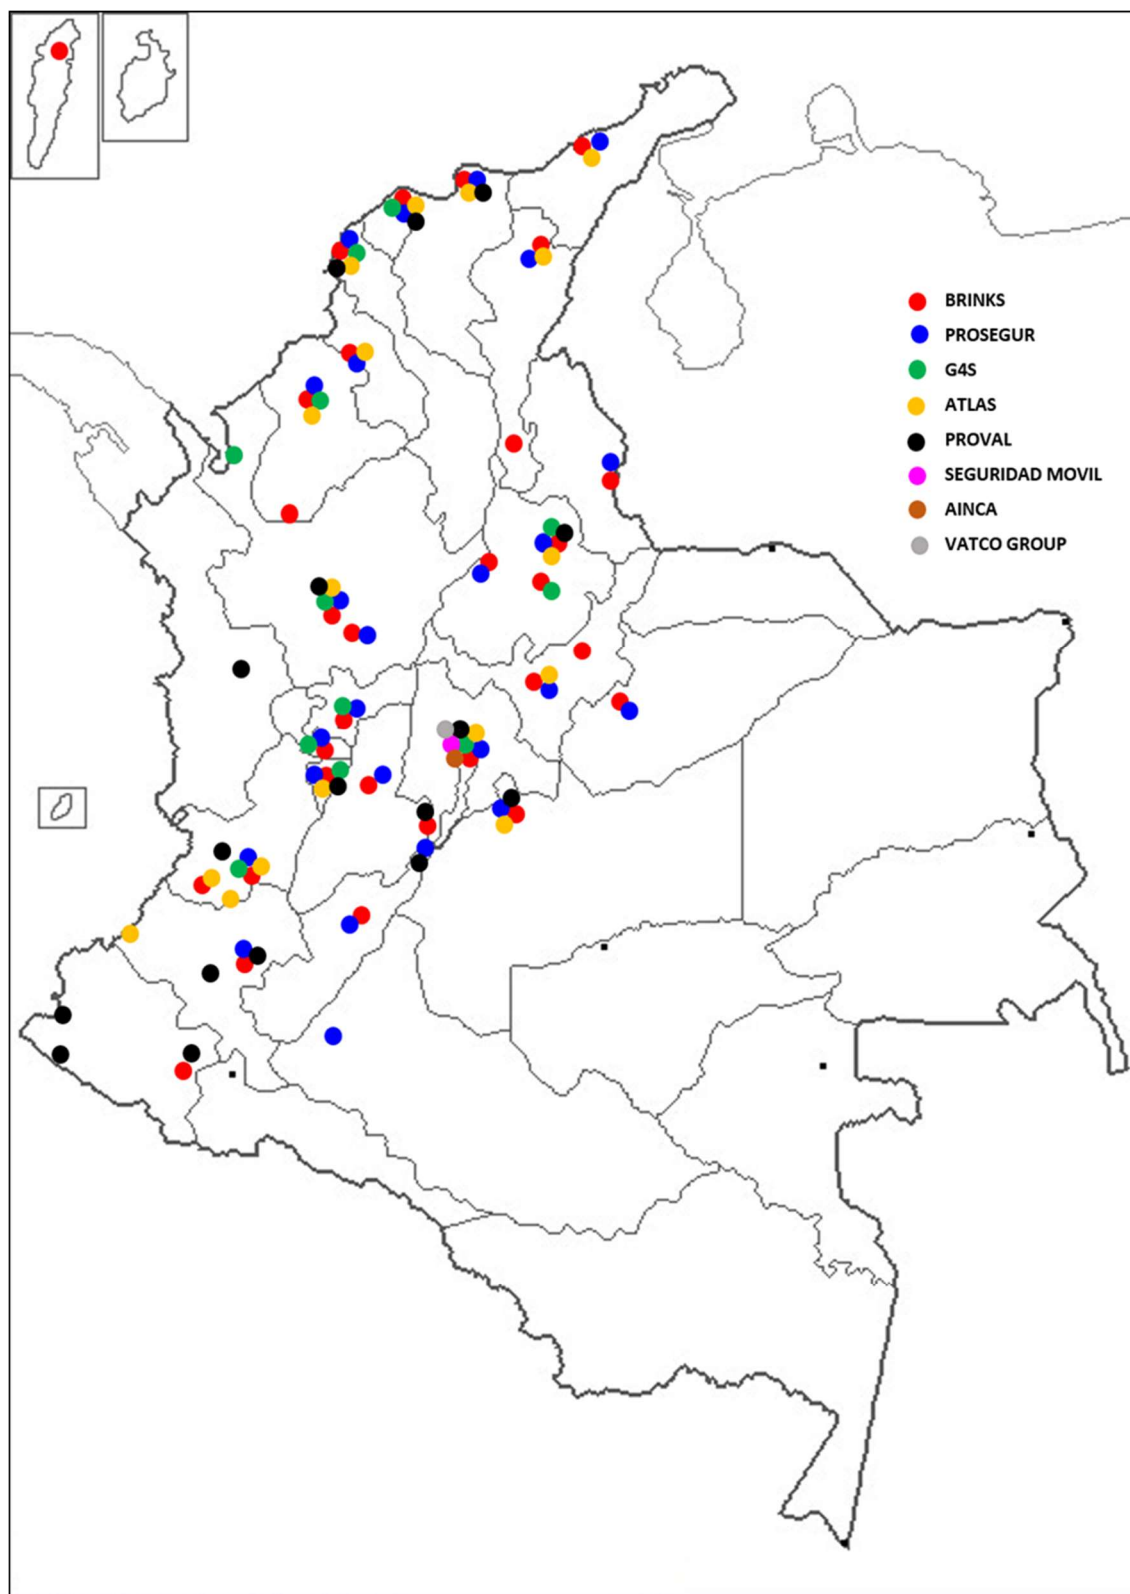 BRINKS
PROSEGUR
G4S
ATLAS
PROVAL
SEGURIDAD MOVIL
AINCA
VATCO GROUP